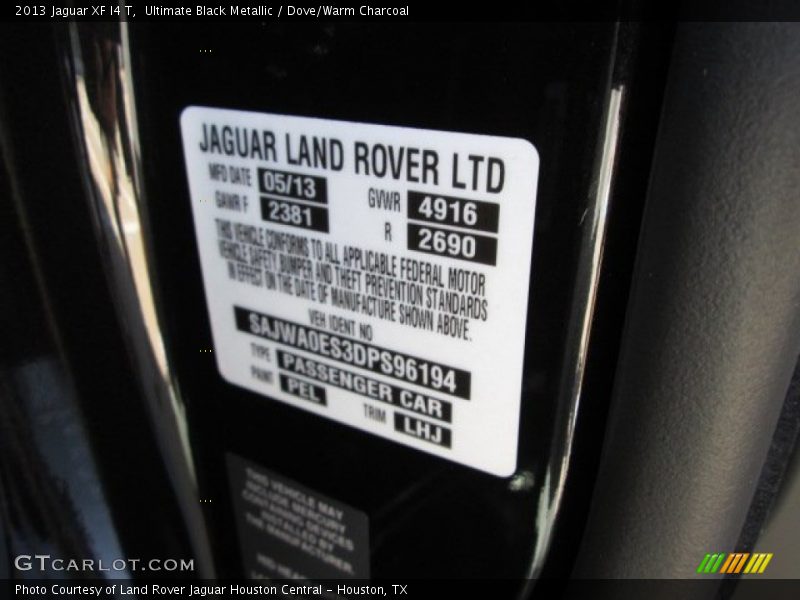 2013 Jaguar XF I4 T,  Ultimate Black Metallic / Dove/Warm Charcoal
JAGUAR LAND ROVER LTD
MFD DATE 05/13 GVWR 4916
GAWR F 2381 R 2690
THIS VEHICLE CONFORMS TO ALL APPLICABLE FEDERAL MOTOR
VEHICLE SAFETY BUMPER AND THEFT PREVENTION STANDARDS
IN EFFECT ON THE DATE OF MANUFACTURE SHOWN ABOVE.
VEH IDENT NO
SAJWA0ES3DPS96194
TYPE PASSENGER CAR
PAINT PEL TRIM LHJ
THIS VEHICLE MAY
THE MANUFACTURER
GTCARLOT.COM
Photo Courtesy of Land Rover Jaguar Houston Central - Houston, TX